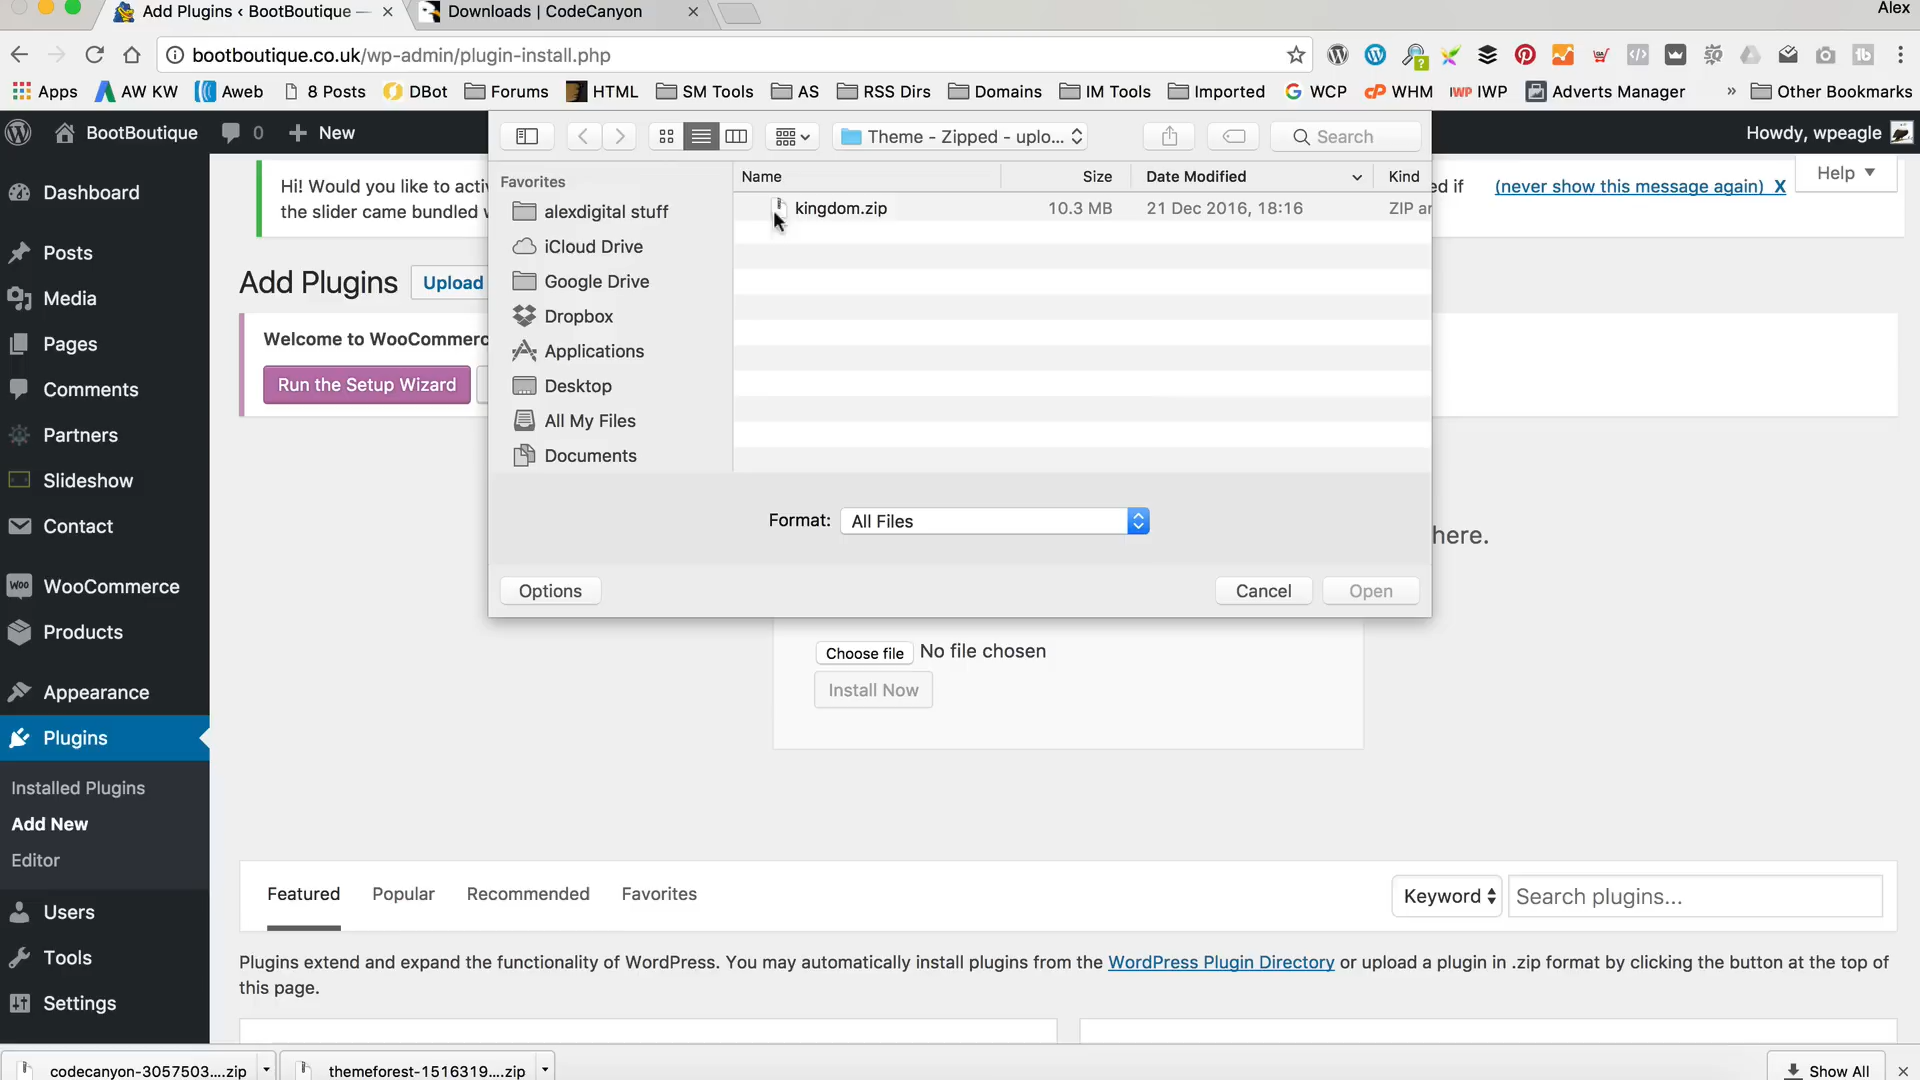 Add Plugins ‹ BootBoutique —
Downloads | CodeCanyon
Alex
bootboutique.co.uk/wp-admin/plugin-install.php
Apps
AW KW
Aweb
8 Posts
DBot
Forums
HTML
SM Tools
AS
RSS Dirs
Domains
IM Tools
Imported
G WCP
cP WHM
IWP IWP
Adverts Manager
»
Other Bookmarks
BootBoutique
0
+ New
Howdy, wpeagle
Theme - Zipped - uplo...
Search
Help
Favorites
Name
Size
Date Modified
Kind
alexdigital stuff
iCloud Drive
Google Drive
Dropbox
Applications
Desktop
All My Files
Documents
kingdom.zip
10.3 MB
21 Dec 2016, 18:16
ZIP ar
Format:
All Files
Options
Cancel
Open
Dashboard
Posts
Media
Pages
Comments
Partners
Slideshow
Contact
Woo
WooCommerce
Products
Appearance
Plugins
Installed Plugins
Add New
Editor
Users
Tools
Settings
Hi! Would you like to activ
ed if
(never show this message again) X
the slider came bundled w
Add Plugins
Upload
Welcome to WooCommerc
Run the Setup Wizard
here.
Choose file
No file chosen
Install Now
Featured
Popular
Recommended
Favorites
Keyword
Search plugins...
Plugins extend and expand the functionality of WordPress. You may automatically install plugins from the WordPress Plugin Directory or upload a plugin in .zip format by clicking the button at the top of
this page.
codecanyon-3057503....zip
themeforest-1516319....zip
Show All